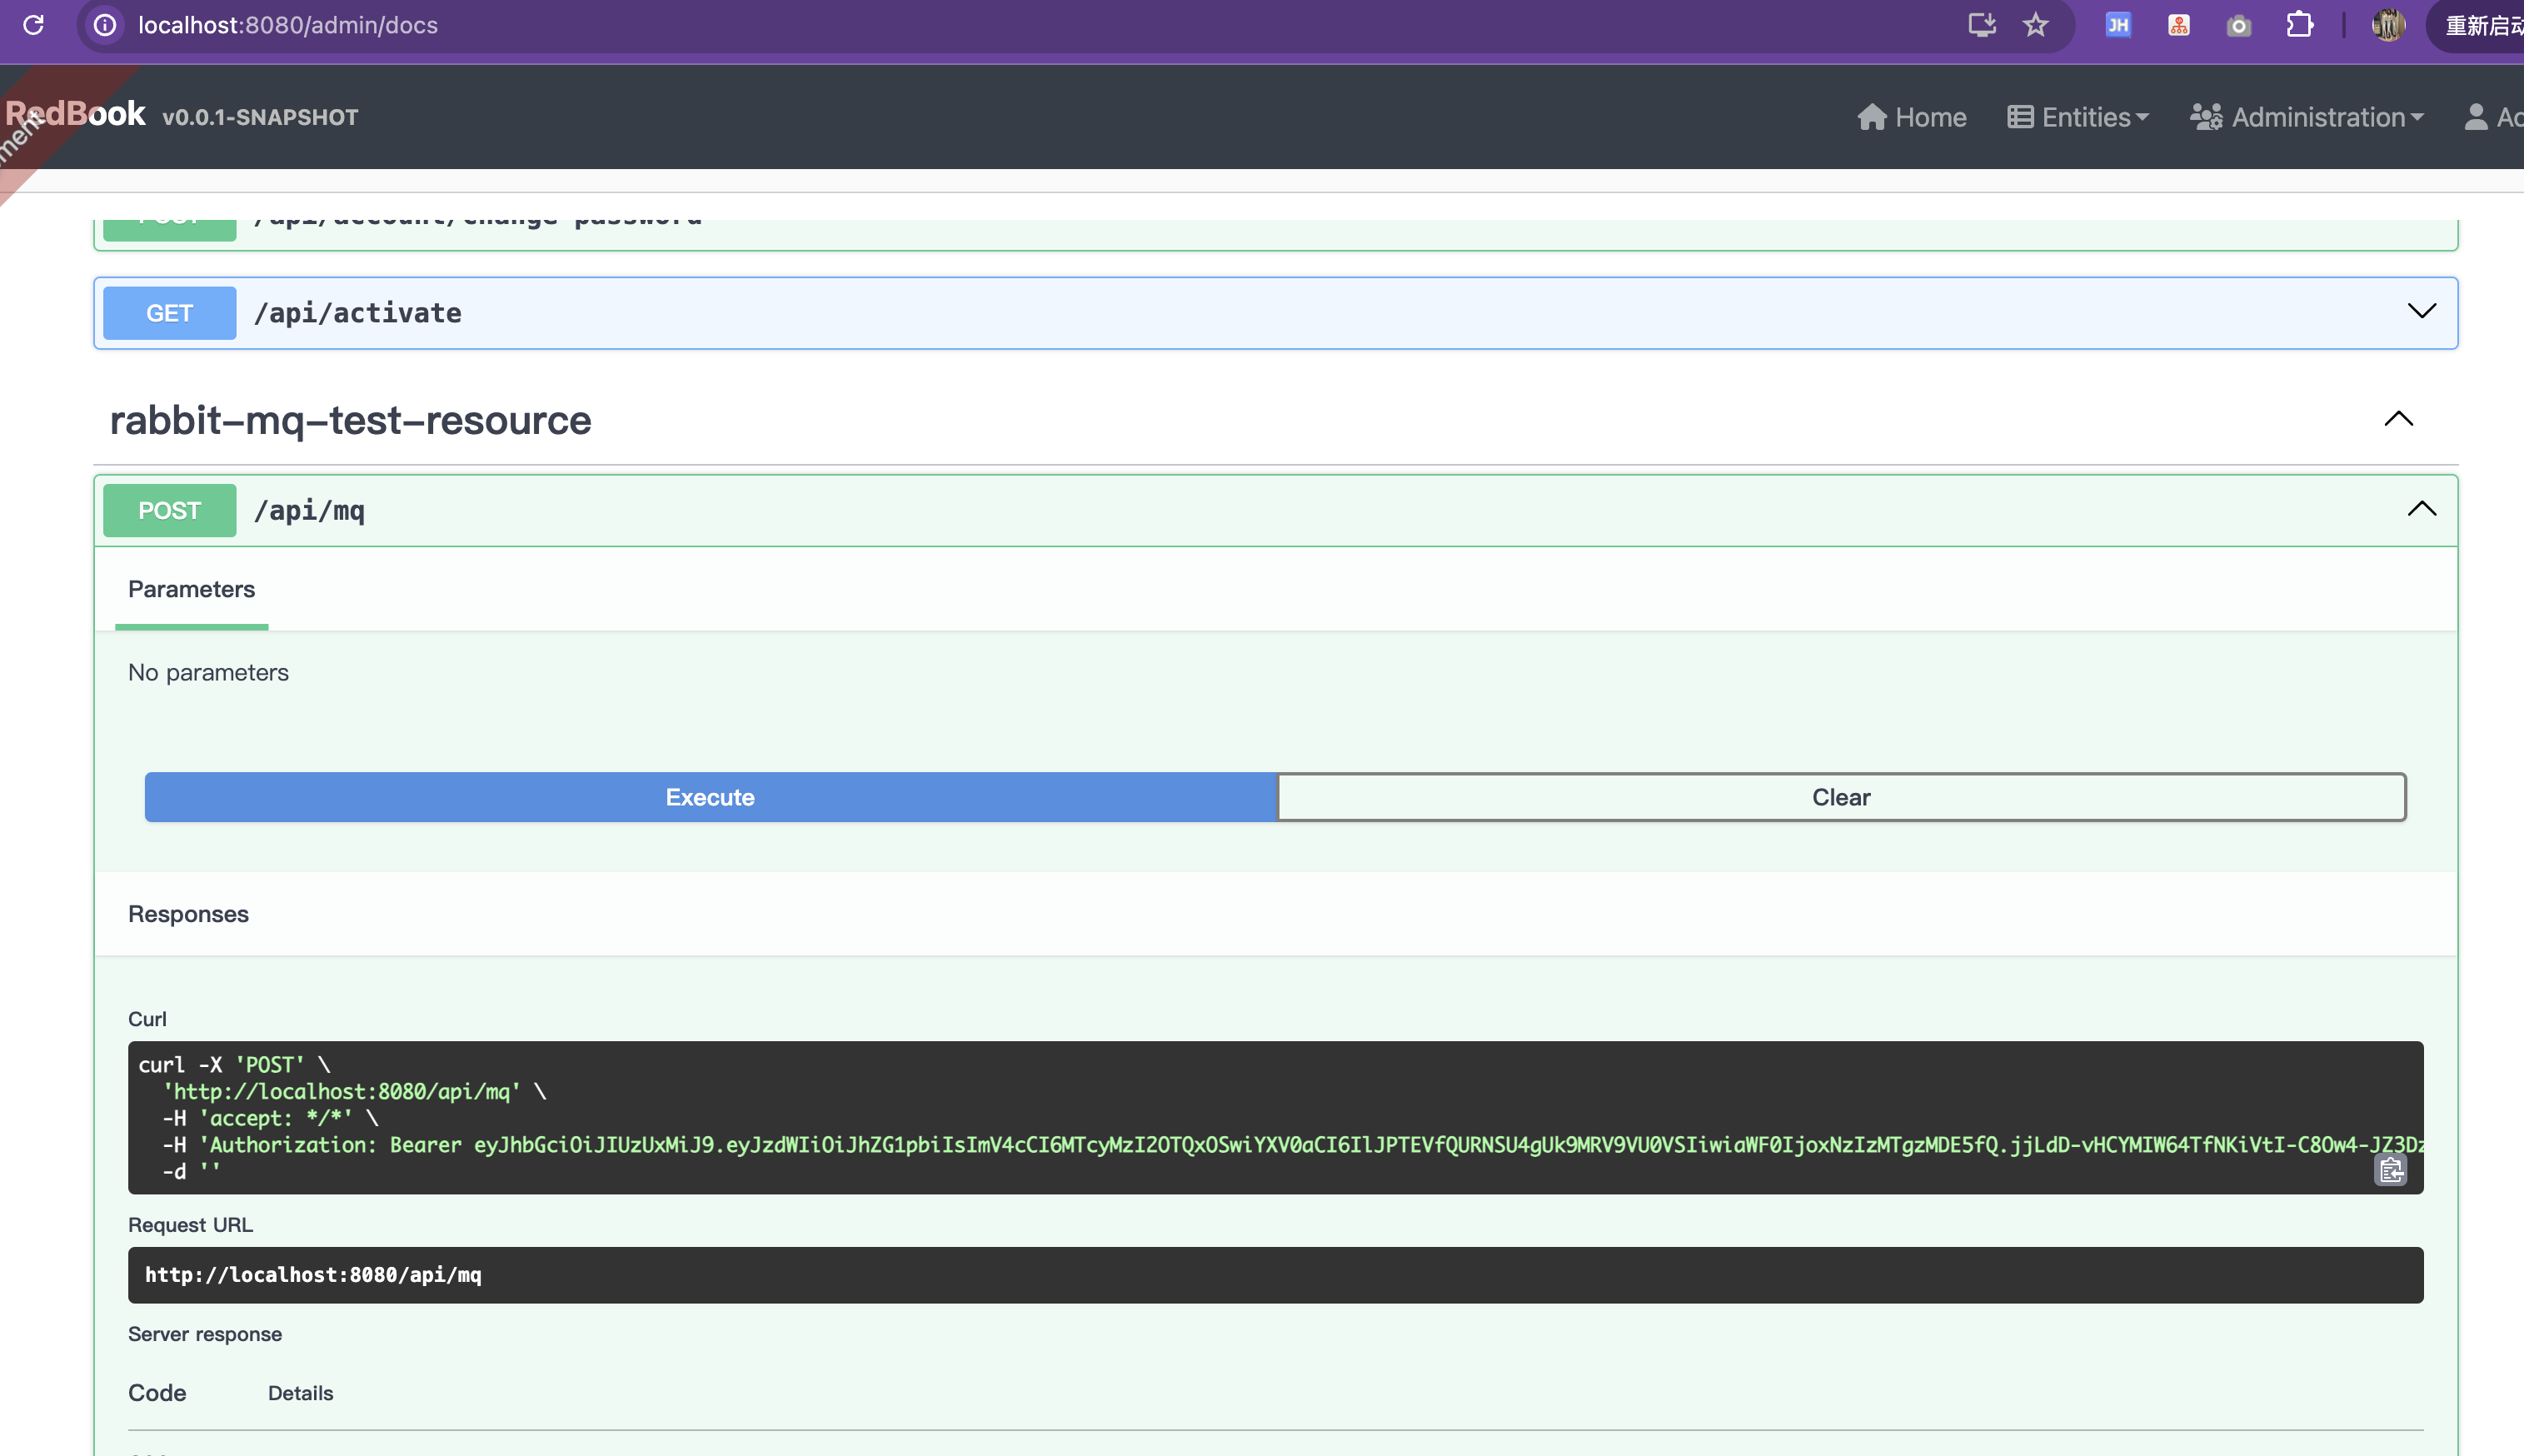 localhost:8080/admin/docs
JH
重新启动
RedBook v0.0.1-SNAPSHOT
Home
Entities
Administration
POST /api/account/change-password
GET /api/activate
rabbit-mq-test-resource
POST /api/mq
Parameters
No parameters
Execute
Clear
Responses
Curl
curl -X 'POST' \
'http://localhost:8080/api/mq' \
-H 'accept: */*' \
-H 'Authorization: Bearer eyJhbGciOiJIUzUxMiJ9.eyJzdWIiOiJhZG1pbiIsImV4cCI6MTcyMzI2OTQxOSwiYXV0aCI6IlJPTEVfQURNSU4gUk9MRV9VU0VSIiwiaWF0IjoxNzIzMTgzMDE5fQ.jjLdD-vHCYMIW64TfNKiVtI-C8Ow4-JZ3Dz
-d ''
Request URL
http://localhost:8080/api/mq
Server response
Code Details